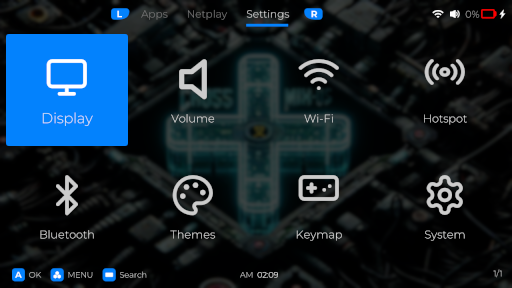 L Apps Netplay Settings R 0%
Display Volume Wi-Fi Hotspot
Bluetooth Themes Keymap System
A OK MENU Search AM 02:09 1/1